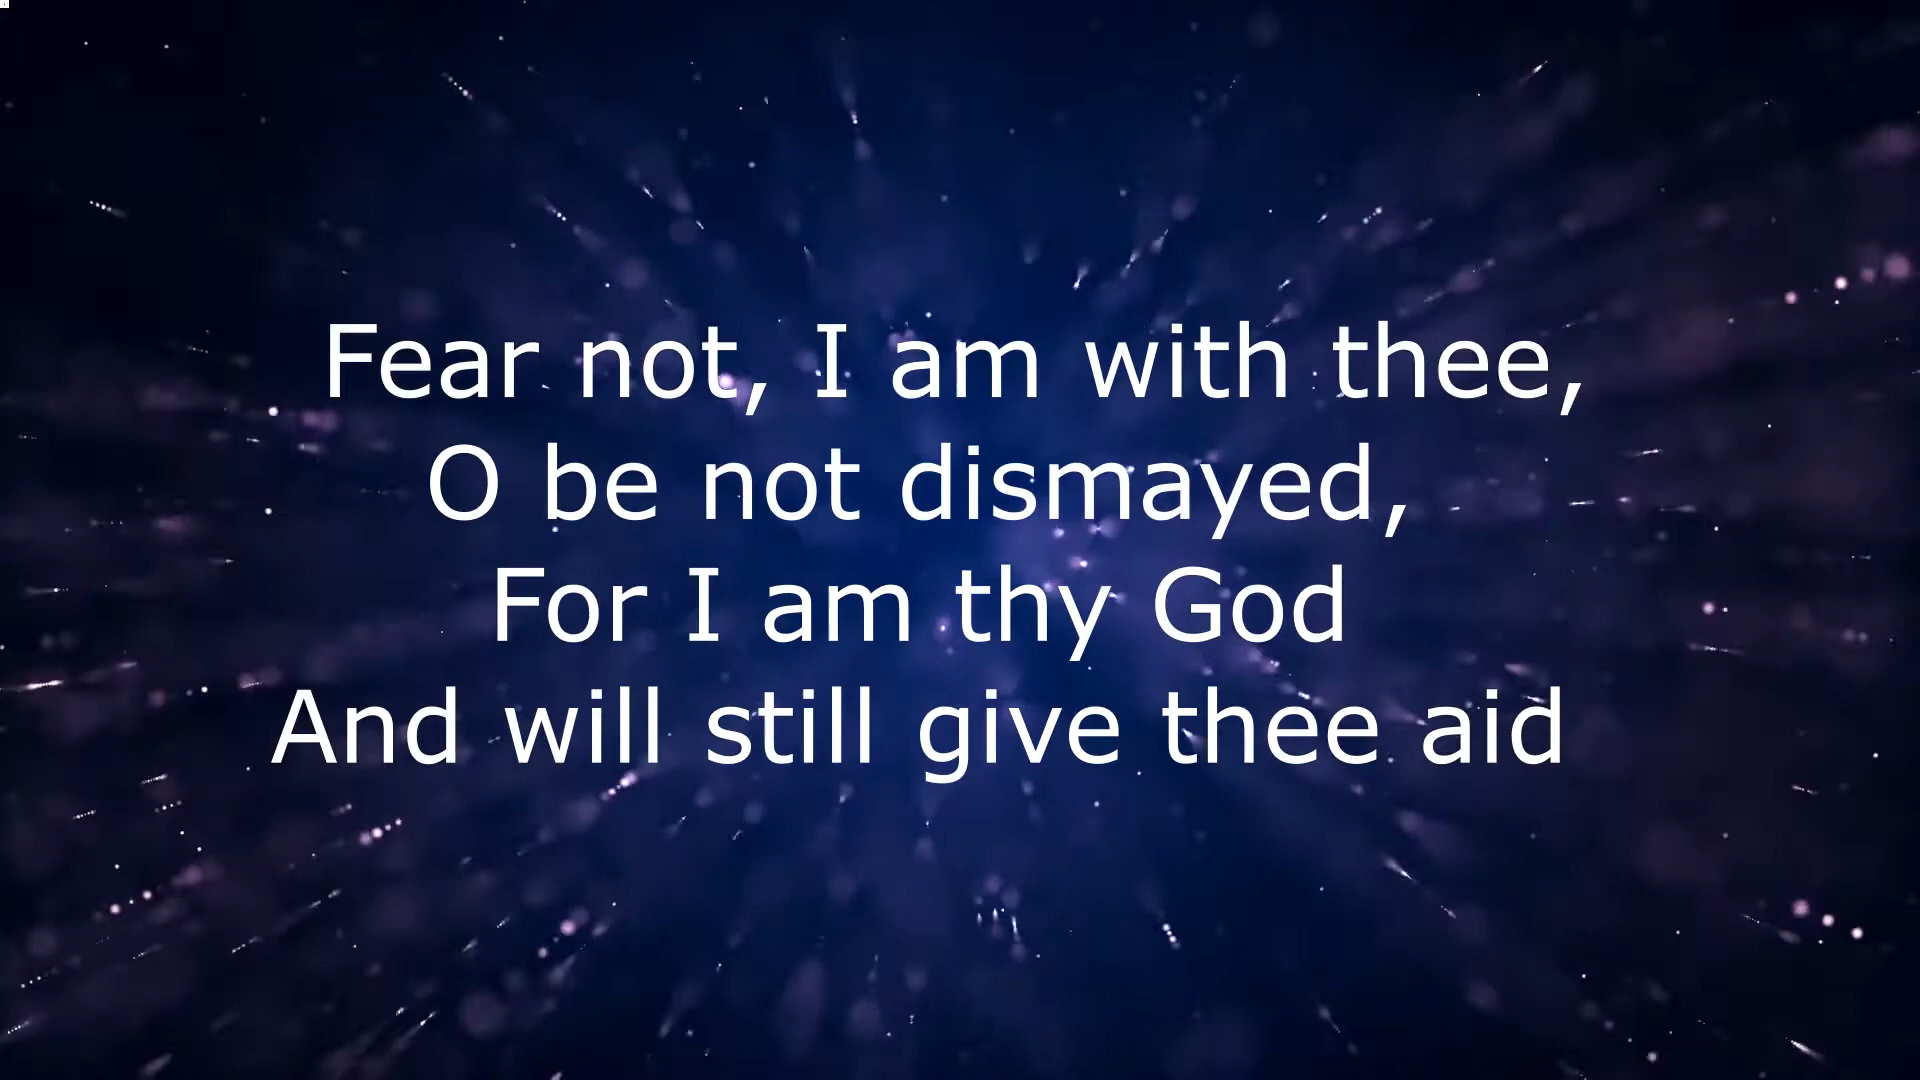 Fear not, I am with thee,
O be not dismayed,
For I am thy God
And will still give thee aid